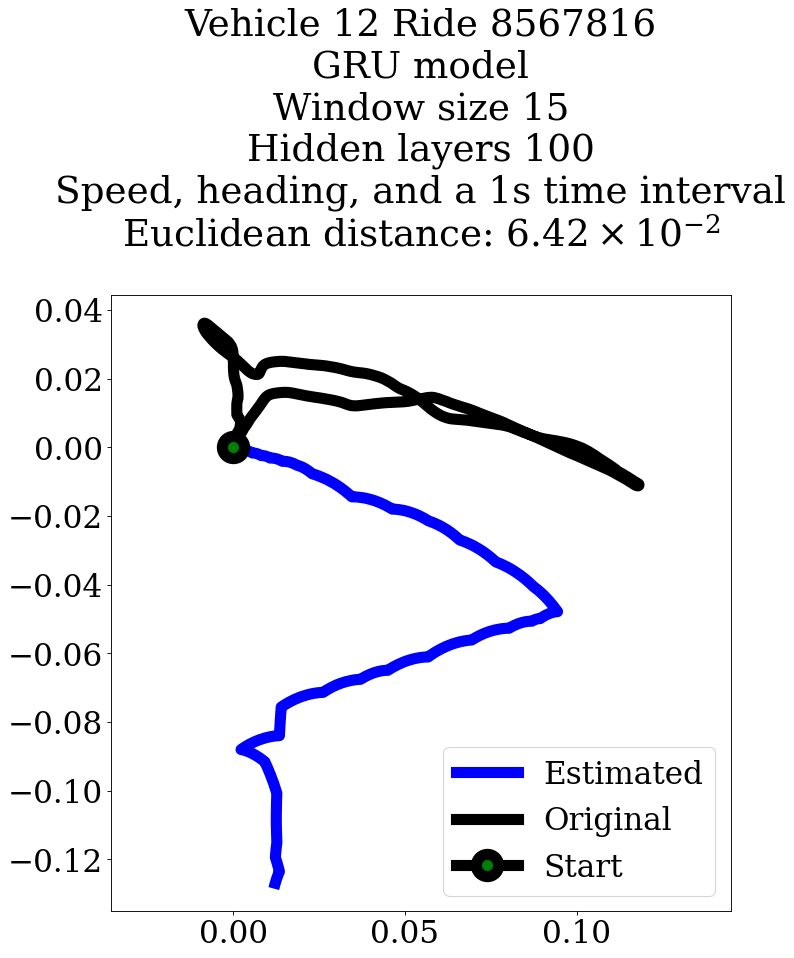 Vehicle 12 Ride 8567816
GRU model
Window size 15
Hidden layers 100
Speed, heading, and a 1s time interval
Euclidean distance: 6.42 × 10⁻²
0.04
0.02
0.00
−0.02
−0.04
−0.06
−0.08
−0.10
−0.12
Estimated
Original
Start
0.00 0.05 0.10